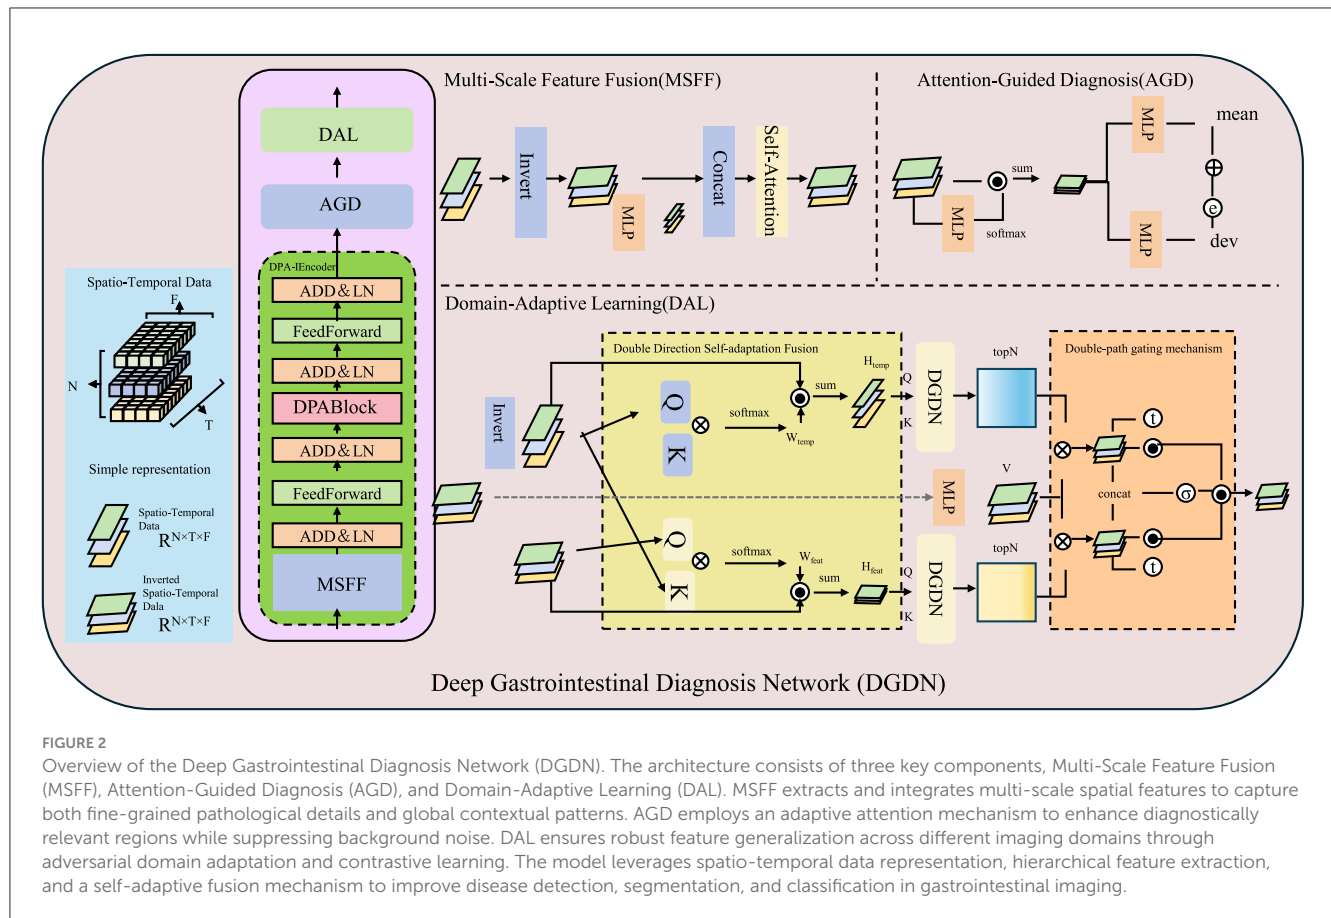 Multi-Scale Feature Fusion(MSFF)
Invert
MLP
Concat
Self-Attention
Attention-Guided Diagnosis(AGD)
MLP
softmax
sum
MLP
MLP
mean
e
dev
DAL
AGD
DPA-IEncoder
ADD&LN
FeedForward
ADD&LN
DPABlock
ADD&LN
FeedForward
ADD&LN
MSFF
Spatio-Temporal Data
F
N
T
Simple representation
Spatio-Temporal
Data
R^{N×T×F}
Inverted
Spatio-Temporal
Data
R^{N×T×F}
Domain-Adaptive Learning(DAL)
Invert
Double Direction Self-adaptation Fusion
Q
K
softmax
W_{temp}
sum
H_{temp}
Q
K
DGDN
topN
MLP
V
Q
K
softmax
W_{feat}
sum
H_{feat}
Q
K
DGDN
topN
Double-path gating mechanism
t
concat
σ
t
Deep Gastrointestinal Diagnosis Network (DGDN)
FIGURE 2
Overview of the Deep Gastrointestinal Diagnosis Network (DGDN). The architecture consists of three key components, Multi-Scale Feature Fusion
(MSFF), Attention-Guided Diagnosis (AGD), and Domain-Adaptive Learning (DAL). MSFF extracts and integrates multi-scale spatial features to capture
both fine-grained pathological details and global contextual patterns. AGD employs an adaptive attention mechanism to enhance diagnostically
relevant regions while suppressing background noise. DAL ensures robust feature generalization across different imaging domains through
adversarial domain adaptation and contrastive learning. The model leverages spatio-temporal data representation, hierarchical feature extraction,
and a self-adaptive fusion mechanism to improve disease detection, segmentation, and classification in gastrointestinal imaging.